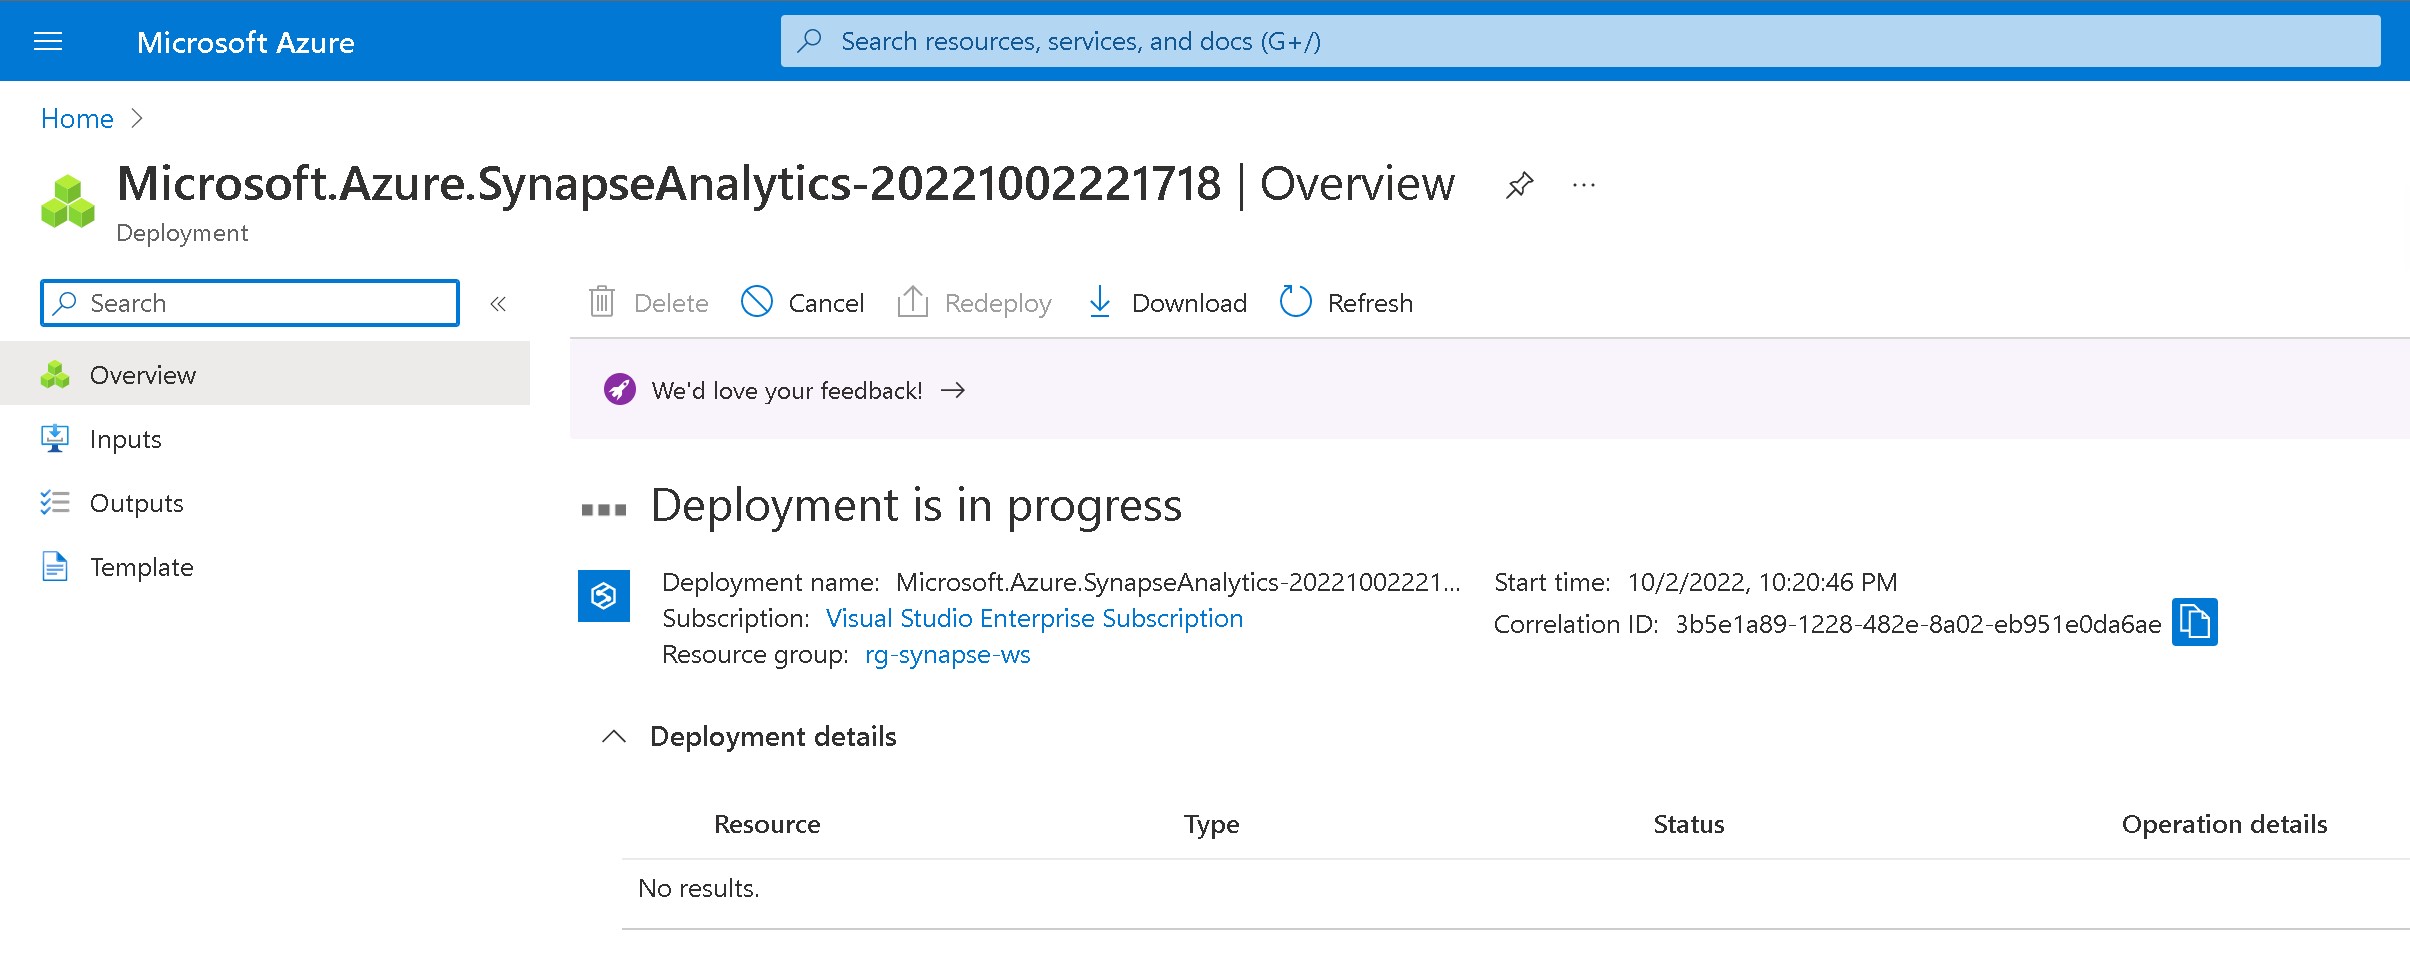 Microsoft Azure
Search resources, services, and docs (G+/)
Home
Microsoft.Azure.SynapseAnalytics-20221002221718 | Overview
Deployment
Search
Overview
Inputs
Outputs
Template
Delete Cancel Redeploy Download Refresh
We'd love your feedback!
Deployment is in progress
Deployment name: Microsoft.Azure.SynapseAnalytics-20221002221...
Subscription: Visual Studio Enterprise Subscription
Resource group: rg-synapse-ws
Start time: 10/2/2022, 10:20:46 PM
Correlation ID: 3b5e1a89-1228-482e-8a02-eb951e0da6ae
Deployment details
Resource Type Status Operation details
No results.